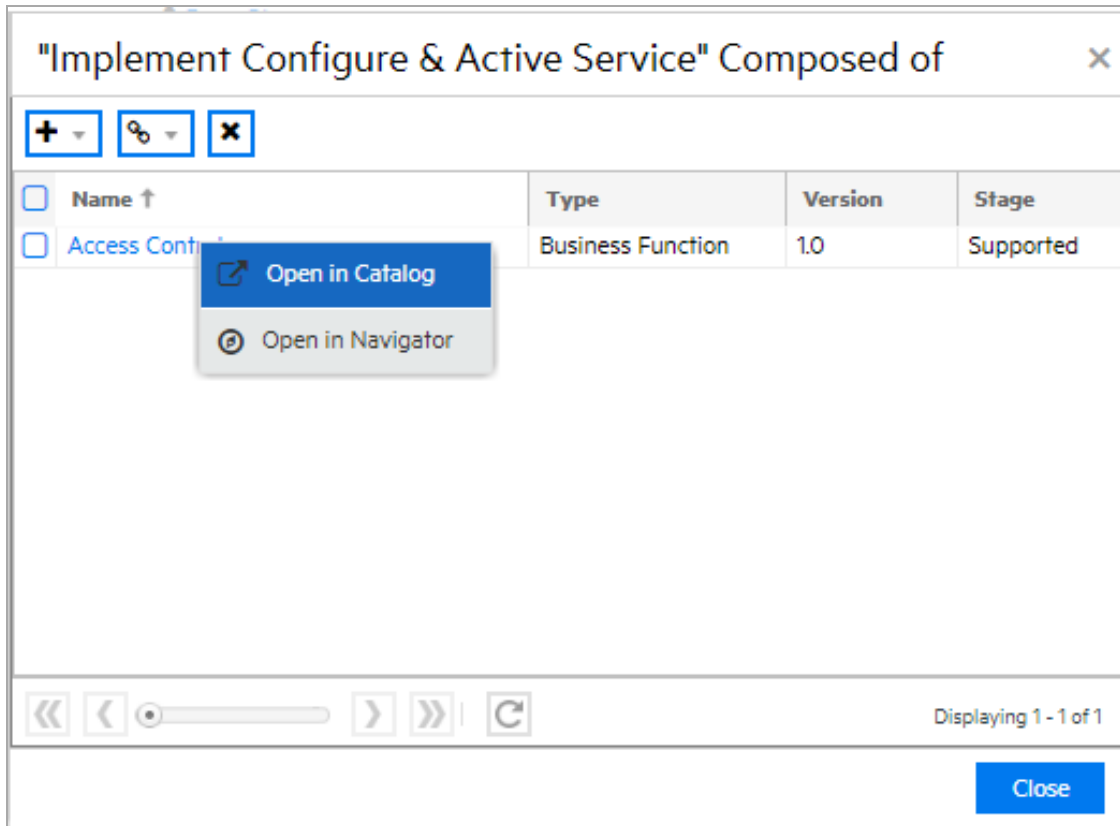 "Implement Configure & Active Service" Composed of
Name Type Version Stage
Access Business Function 1.0 Supported
Open in Catalog
Open in Navigator
Displaying 1 - 1 of 1
Close